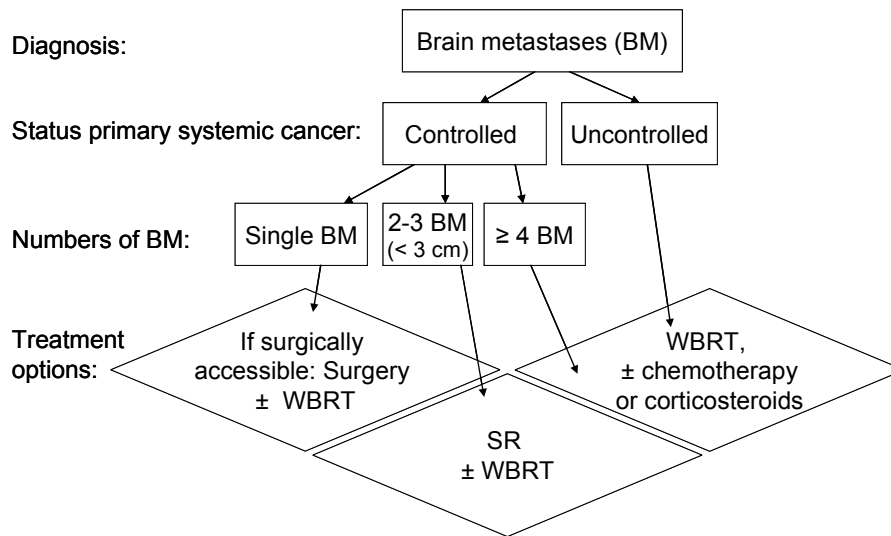 Diagnosis:
Brain metastases (BM)
Status primary systemic cancer:
Controlled
Uncontrolled
Numbers of BM:
Single BM
2-3 BM
(< 3 cm)
≥ 4 BM
Treatment
options:
If surgically
accessible: Surgery
± WBRT
SR
± WBRT
WBRT,
± chemotherapy
or corticosteroids